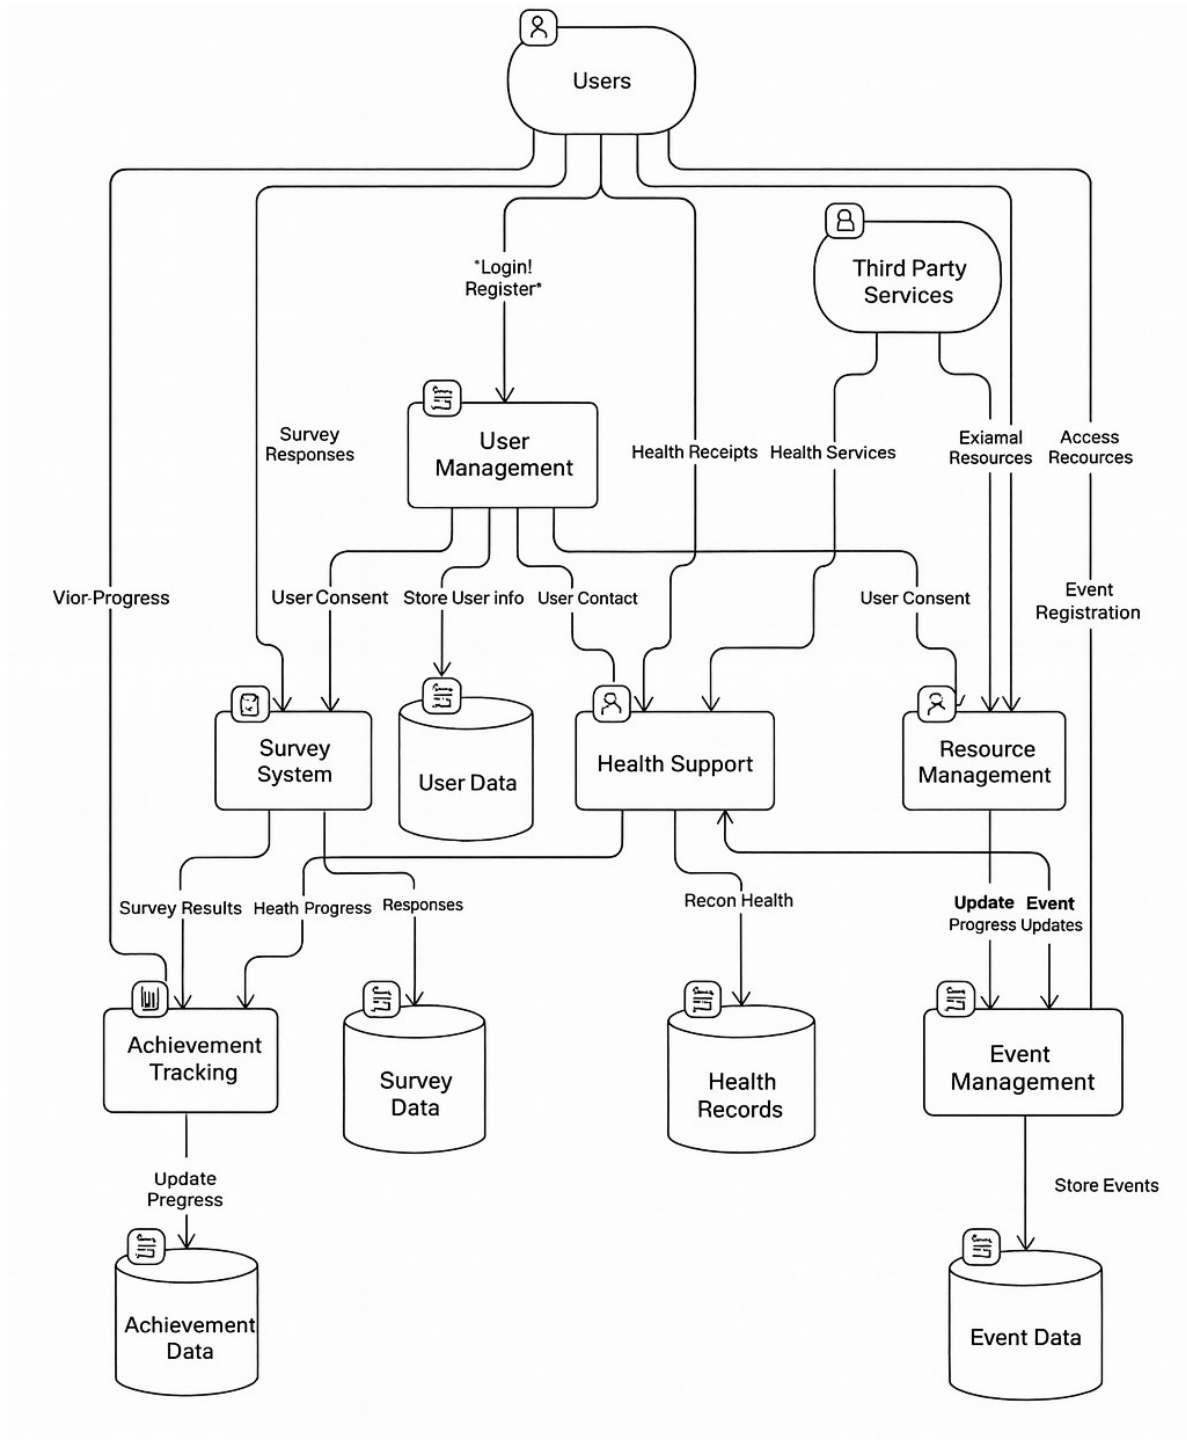 Users
Third Party
Services
*Login!
Register*
User
Management
Survey
Responses
Health Receipts
Health Services
Exiamal
Resources
Access
Recources
Vior-Progress
User Consent
Store User info
User Contact
User Consent
Event
Registration
Survey
System
User Data
Health Support
Resource
Management
Survey Results
Heath Progress
Responses
Recon Health
Update
Progress
Event
Updates
Achievement
Tracking
Survey
Data
Health
Records
Event
Management
Update
Pregress
Store Events
Achievement
Data
Event Data